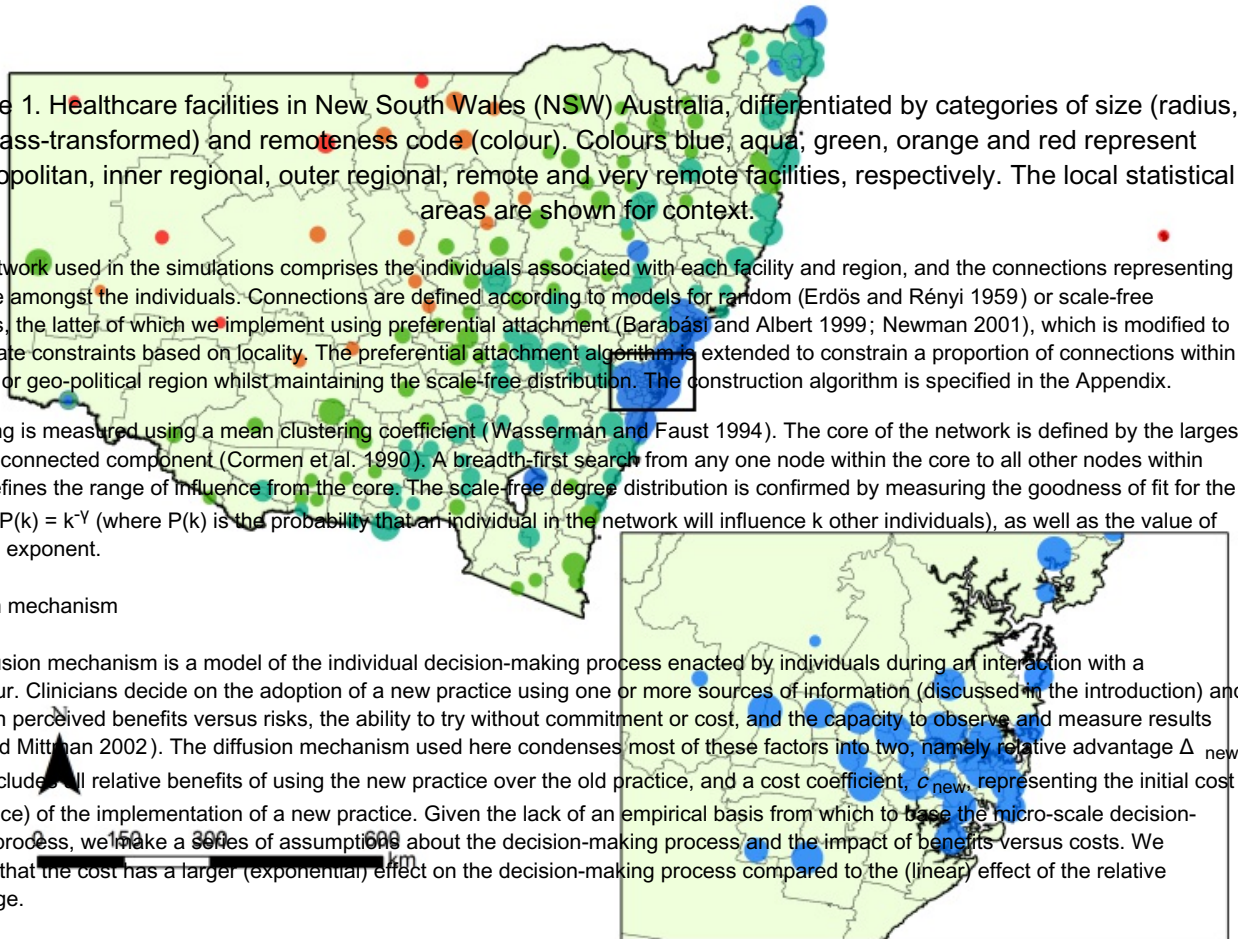 e 1. Healthcare facilities in New South Wales (NSW) Australia, differentiated by categories of size (radius,
ass-transformed) and remoteness code (colour). Colours blue, aqua, green, orange and red represent
opolitan, inner regional, outer regional, remote and very remote facilities, respectively. The local statistical
areas are shown for context.
twork used in the simulations comprises the individuals associated with each facility and region, and the connections representing
e amongst the individuals. Connections are defined according to models for random (Erdös and Rényi 1959) or scale-free
s, the latter of which we implement using preferential attachment (Barabási and Albert 1999; Newman 2001), which is modified to
ate constraints based on locality. The preferential attachment algorithm is extended to constrain a proportion of connections within
or geo-political region whilst maintaining the scale-free distribution. The construction algorithm is specified in the Appendix.
ng is measured using a mean clustering coefficient (Wasserman and Faust 1994). The core of the network is defined by the larges
connected component (Cormen et al. 1990). A breadth-first search from any one node within the core to all other nodes within
efines the range of influence from the core. The scale-free degree distribution is confirmed by measuring the goodness of fit for the
P(k) = k^-γ (where P(k) is the probability that an individual in the network will influence k other individuals), as well as the value of
exponent.
n mechanism
usion mechanism is a model of the individual decision-making process enacted by individuals during an interaction with a
ur. Clinicians decide on the adoption of a new practice using one or more sources of information (discussed in the introduction) and
n perceived benefits versus risks, the ability to try without commitment or cost, and the capacity to observe and measure results
d Mittman 2002). The diffusion mechanism used here condenses most of these factors into two, namely relative advantage Δ new
cludes all relative benefits of using the new practice over the old practice, and a cost coefficient, c new, representing the initial cost
ce) of the implementation of a new practice. Given the lack of an empirical basis from which to base the micro-scale decision-
process, we make a series of assumptions about the decision-making process and the impact of benefits versus costs. We
that the cost has a larger (exponential) effect on the decision-making process compared to the (linear) effect of the relative
ge.
N
0 150 300 600
km